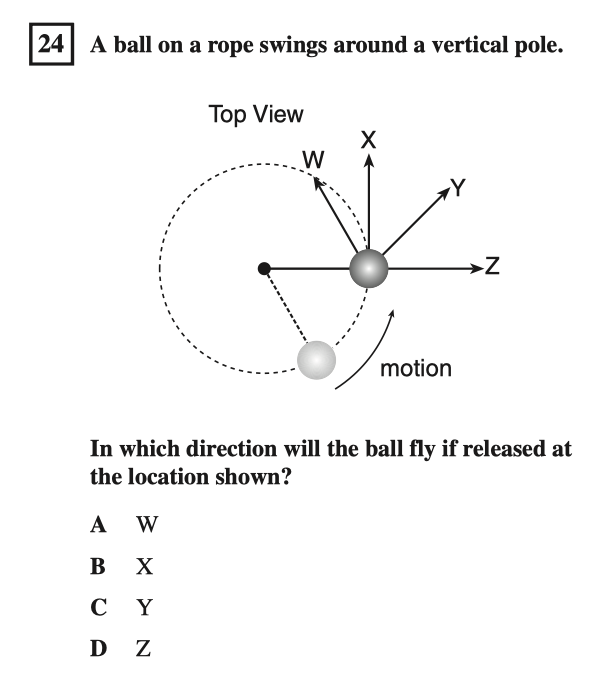 24 A ball on a rope swings around a vertical pole.
Top View
X
W
Y
Z
motion
In which direction will the ball fly if released at
the location shown?
A W
B X
C Y
D Z